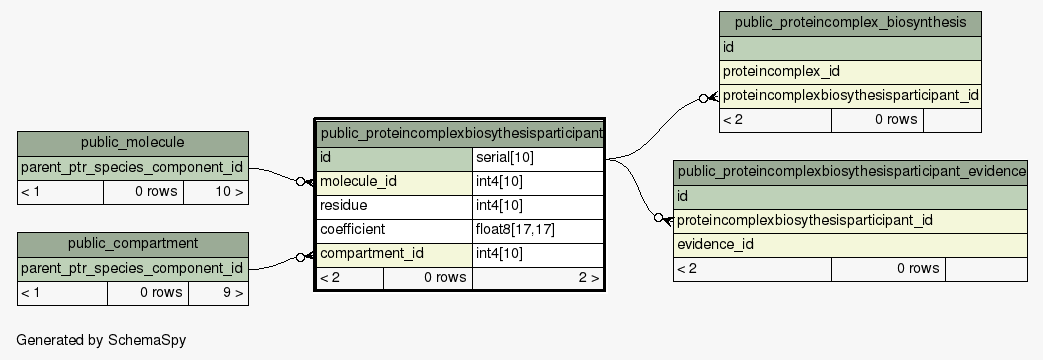 public_proteincomplex_biosynthesis
id
proteincomplex_id
proteincomplexbiosythesisparticipant_id
< 2 0 rows
public_molecule
parent_ptr_species_component_id
< 1 0 rows 10 >
public_compartment
parent_ptr_species_component_id
< 1 0 rows 9 >
public_proteincomplexbiosythesisparticipant
id serial[10]
molecule_id int4[10]
residue int4[10]
coefficient float8[17,17]
compartment_id int4[10]
< 2 0 rows 2 >
public_proteincomplexbiosythesisparticipant_evidence
id
proteincomplexbiosythesisparticipant_id
evidence_id
< 2 0 rows
Generated by SchemaSpy